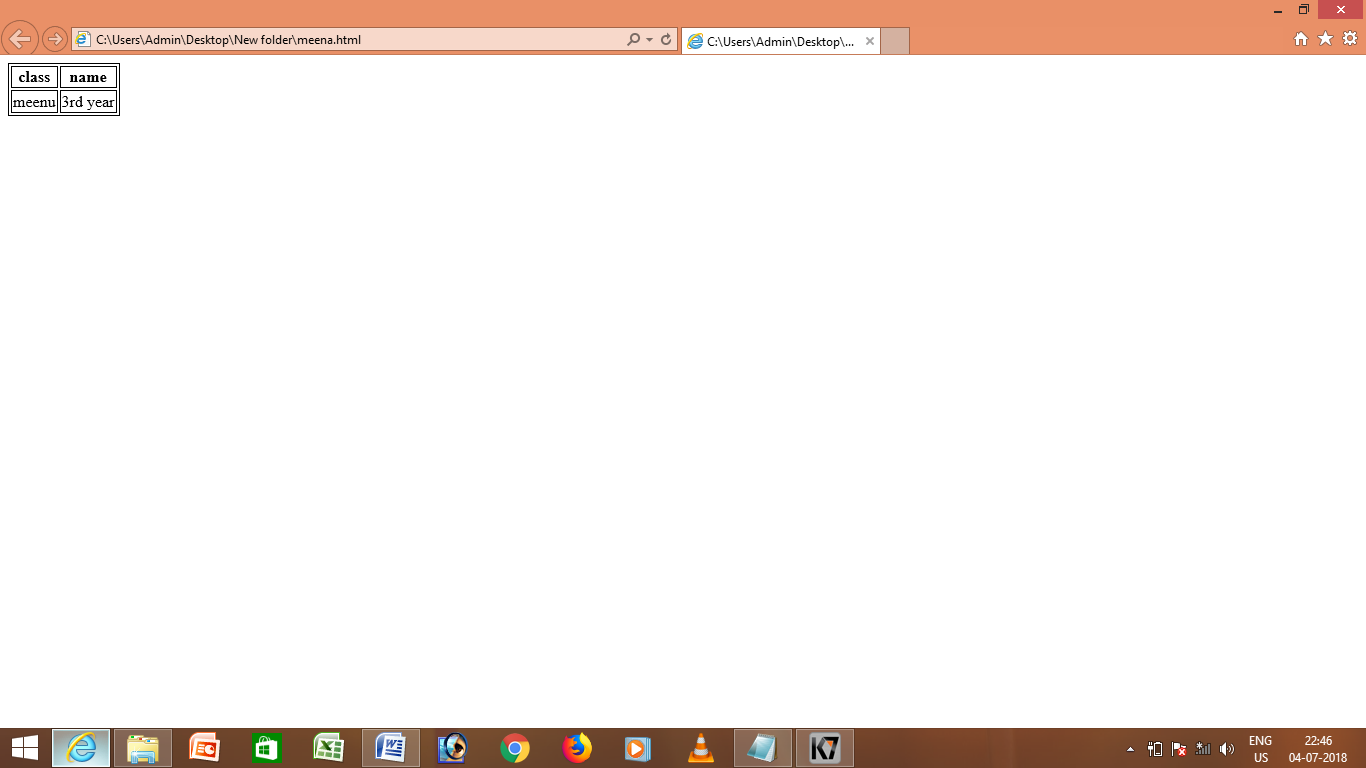 C:\Users\Admin\Desktop\New folder\meena.html
C:\Users\Admin\Desktop\...
class name
meenu 3rd year
K7
ENG 22:46
US 04-07-2018